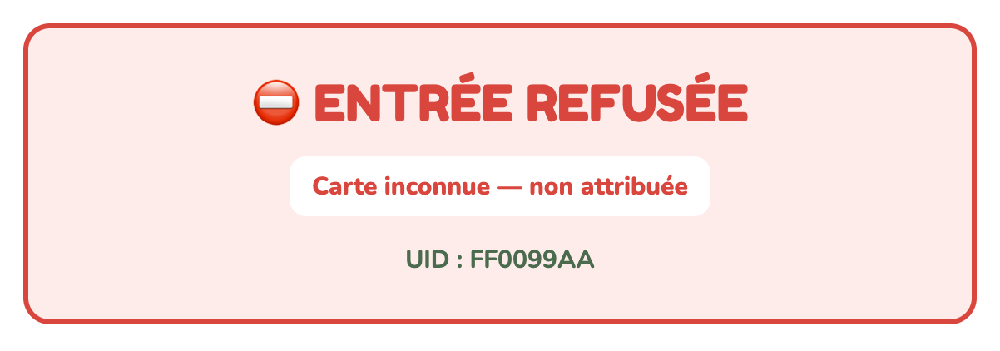 ⛔ ENTRÉE REFUSÉE
Carte inconnue — non attribuée
UID : FF0099AA